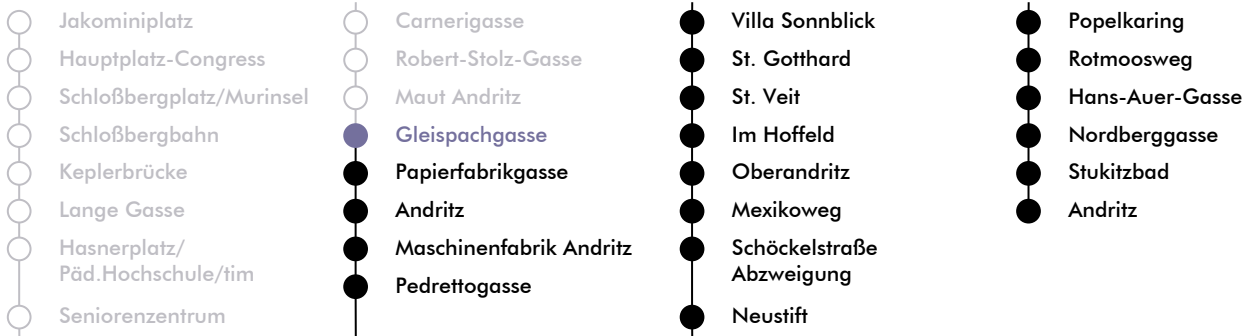 Jakominiplatz
Hauptplatz-Congress
Schloßbergplatz/Murinsel
Schloßbergbahn
Keplerbrücke
Lange Gasse
Hasnerplatz/
Päd.Hochschule/tim
Seniorenzentrum
Carnerigasse
Robert-Stolz-Gasse
Maut Andritz
Gleispachgasse
Papierfabrikgasse
Andritz
Maschinenfabrik Andritz
Pedrettogasse
Villa Sonnblick
St. Gotthard
St. Veit
Im Hoffeld
Oberandritz
Mexikoweg
Schöckelstraße
Abzweigung
Neustift
Popelkaring
Rotmoosweg
Hans-Auer-Gasse
Nordberggasse
Stukitzbad
Andritz